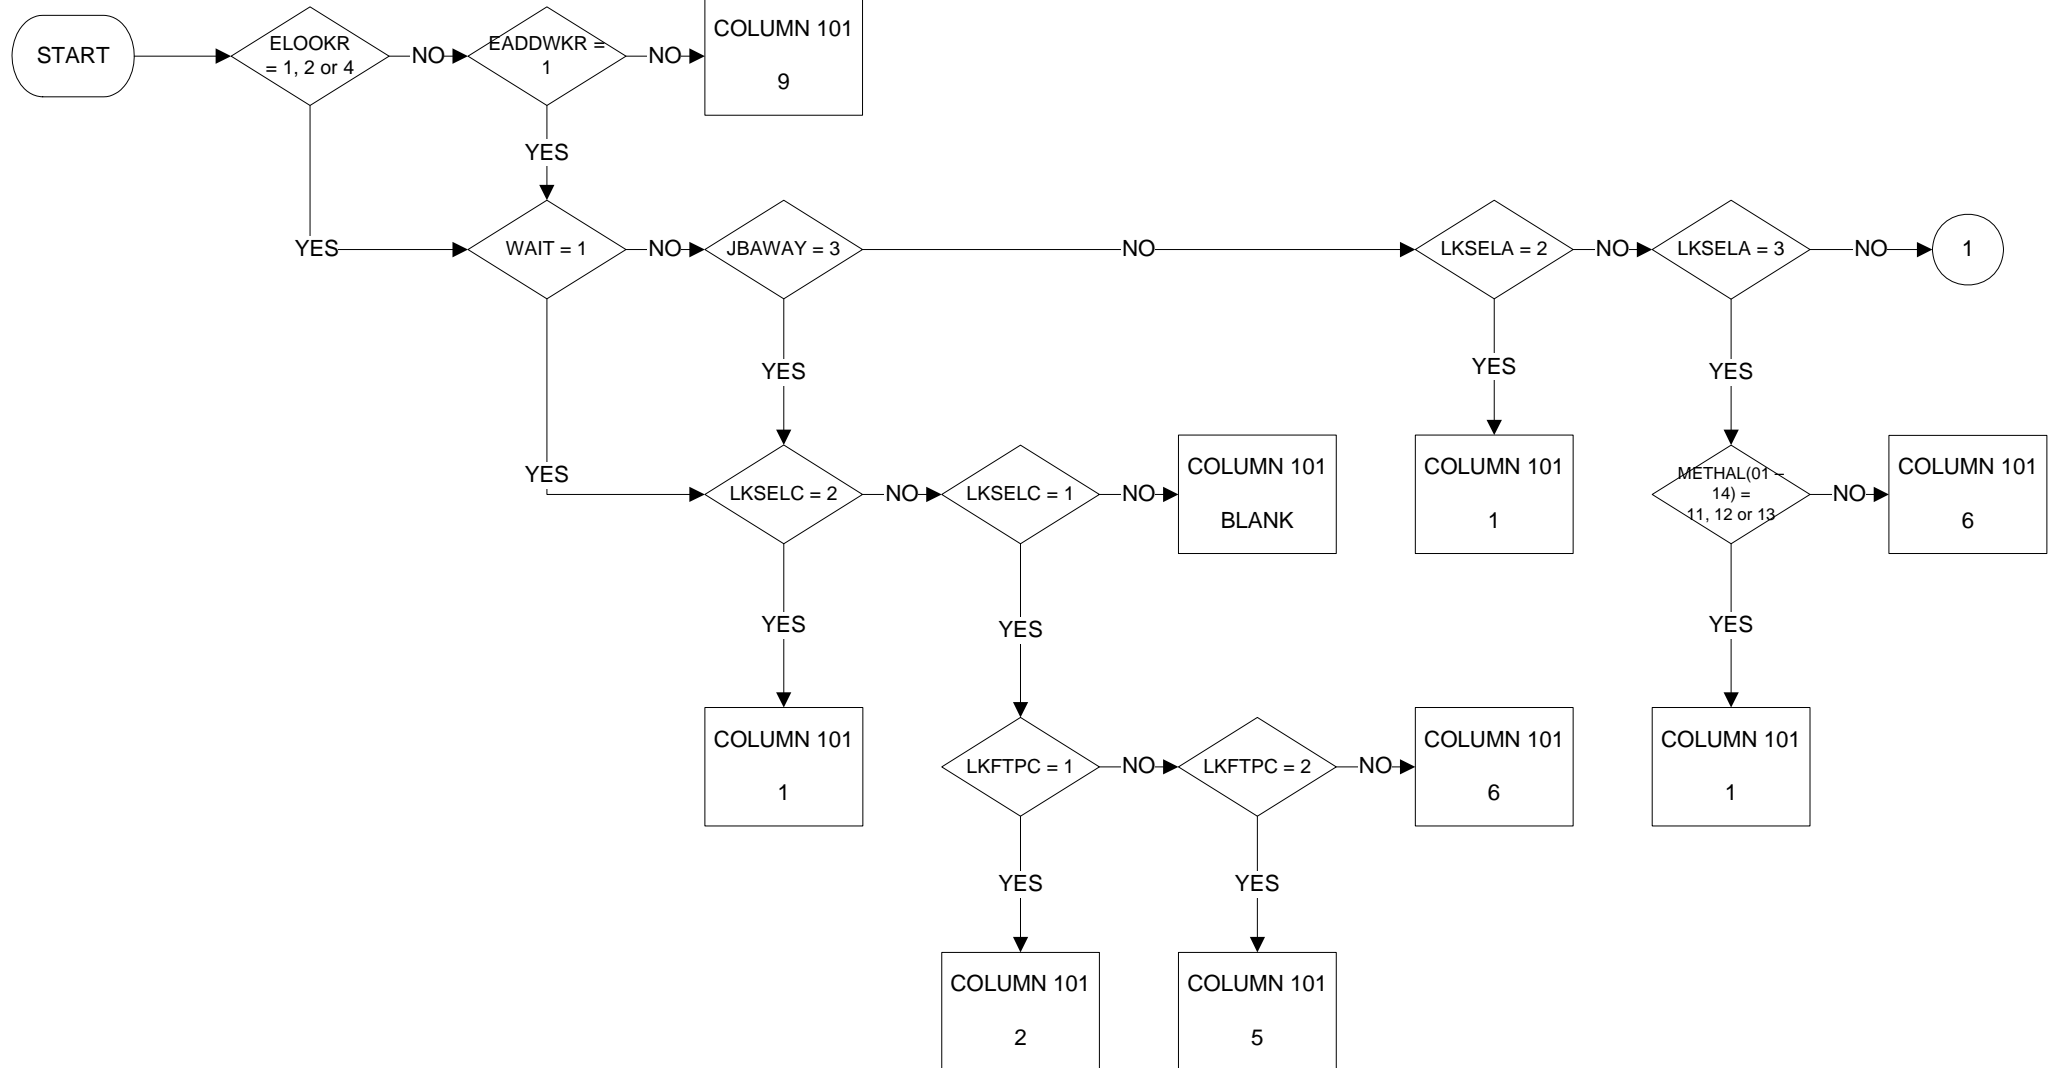 START
ELOOKR
= 1, 2 or 4
NO
EADDWKR =
1
NO
COLUMN 101
9
YES
YES
WAIT = 1
NO
JBAWAY = 3
NO
LKSELA = 2
NO
LKSELA = 3
NO
1
YES
YES
YES
YES
LKSELC = 2
NO
LKSELC = 1
NO
COLUMN 101
BLANK
COLUMN 101
1
METHAL(01 –
14) =
11, 12 or 13
NO
COLUMN 101
6
YES
YES
YES
COLUMN 101
1
LKFTPC = 1
NO
LKFTPC = 2
NO
COLUMN 101
6
COLUMN 101
1
YES
YES
COLUMN 101
2
COLUMN 101
5